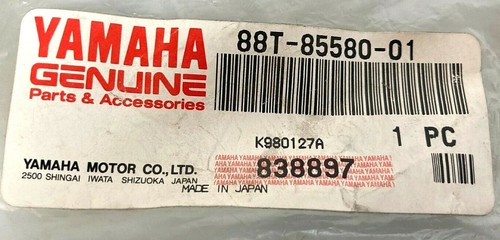 YAMAHA
GENUINE
Parts & Accessories
88T-85580-01
K980127A
1 PC
YAMAHA MOTOR CO., LTD.
2500 SHINGAI IWATA SHIZUOKA JAPAN
MADE IN JAPAN
838897